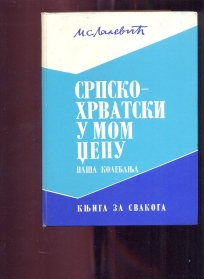 М С Лалевић
СРПСКО-
ХРВАТСКИ
У МОМ
ЏЕПУ
НАША КОЛЕБАЊА
КЊИГА ЗА СВАКОГА